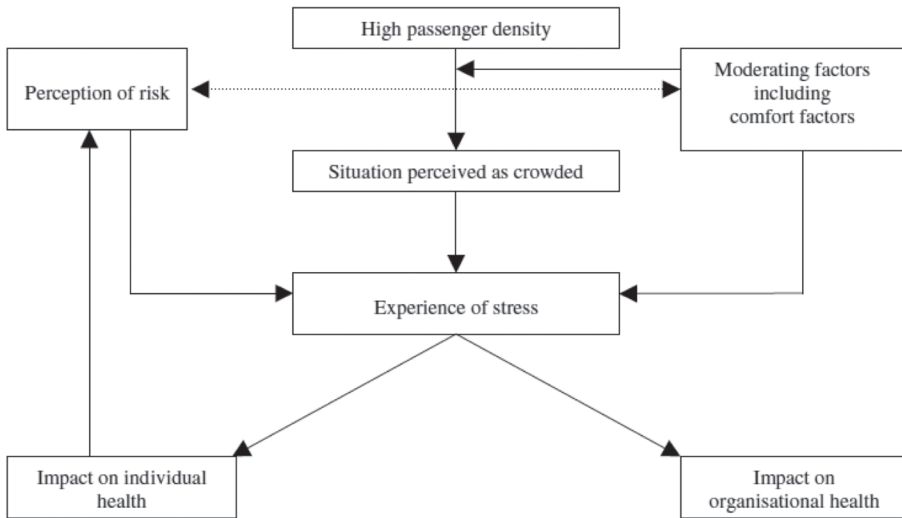 High passenger density
Perception of risk
Moderating factors
including
comfort factors
Situation perceived as crowded
Experience of stress
Impact on individual
health
Impact on
organisational health